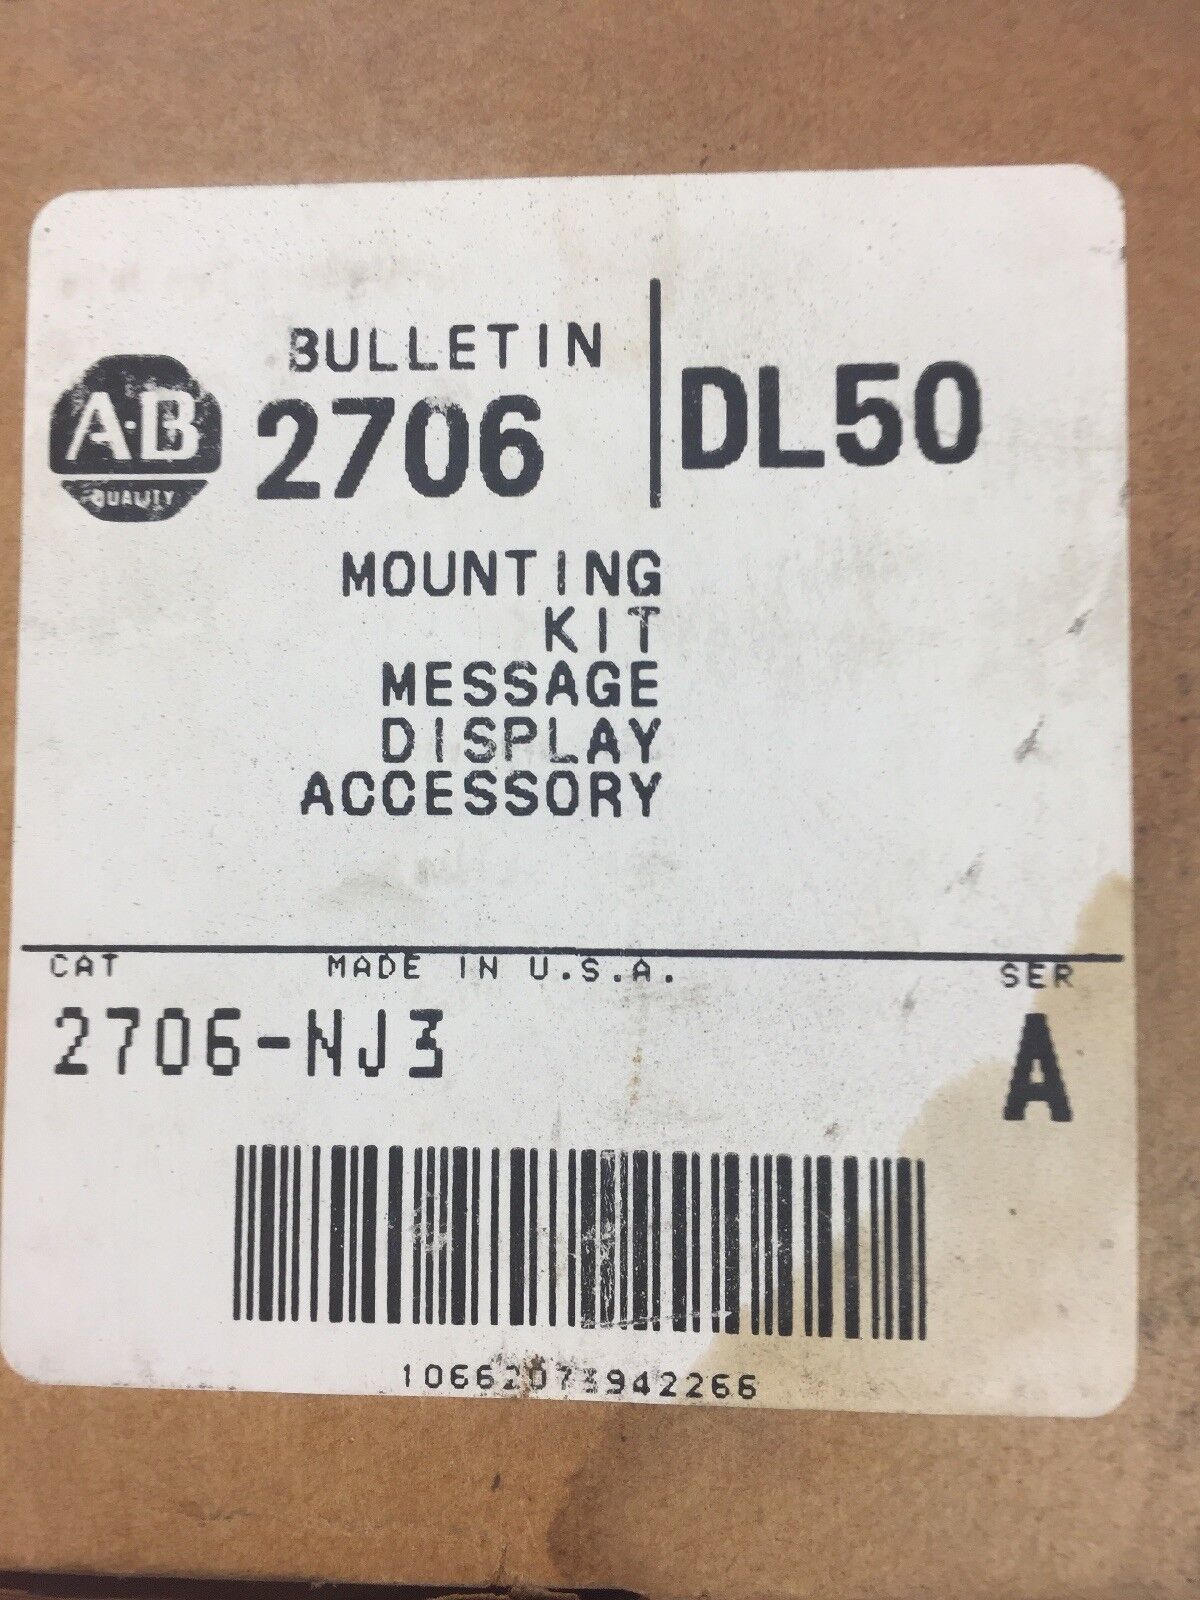 A·B
QUALITY
BULLETIN
2706
DL50
MOUNTING
KIT
MESSAGE
DISPLAY
ACCESSORY
CAT MADE IN U.S.A. SER
2706-NJ3 A
10662073942266